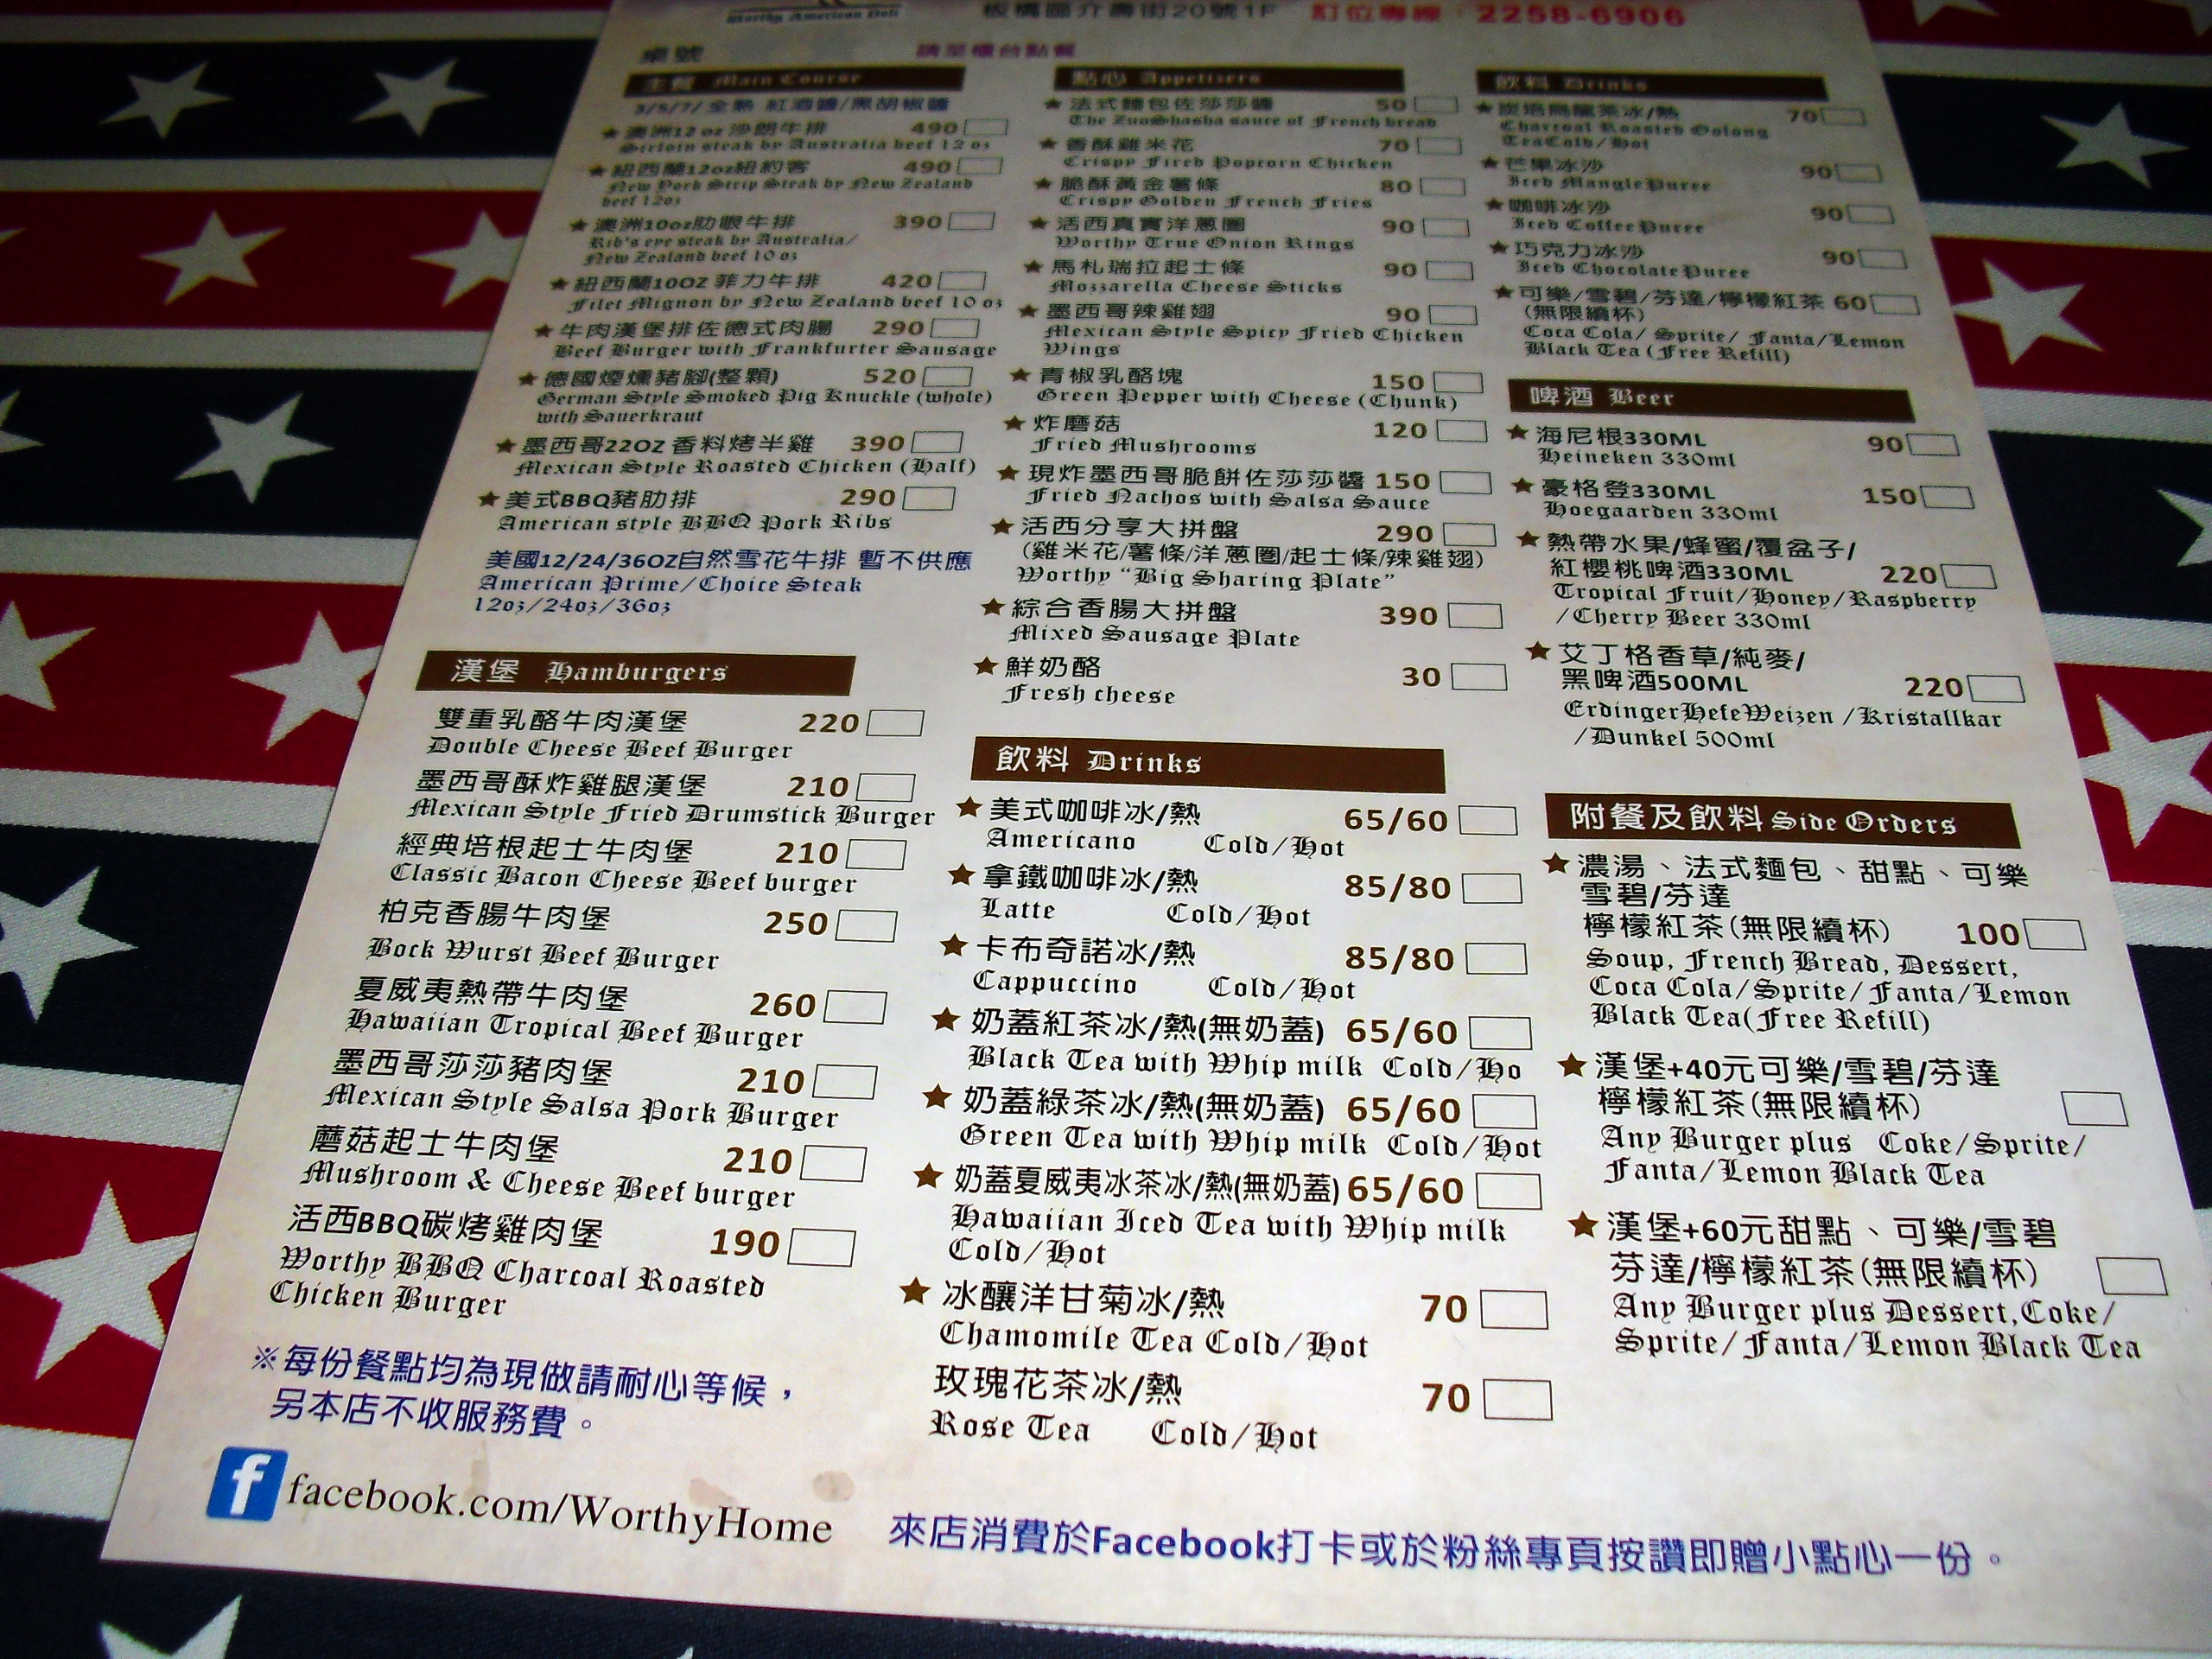 Worthy American Deli
板橋區介壽街20號1F 訂位專線：2258-6906
桌號
請至櫃台點餐
主餐 Main Course
3/5/7/全熟 紅酒醬/黑胡椒醬
★澳洲12 oz 沙朗牛排 490
Sirloin steak by Australia beef 12 oz
★紐西蘭12oz紐約客 490
New York Strip Steak by New Zealand
beef 12oz
★澳洲10oz肋眼牛排 390
Rib's eye steak by Australia/
New Zealand beef 10 oz
★紐西蘭10OZ 菲力牛排 420
Filet Mignon by New Zealand beef 10 oz
★牛肉漢堡排佐德式肉腸 290
Beef Burger with Frankfurter Sausage
★德國煙燻豬腳(整顆) 520
German Style Smoked Pig Knuckle (whole)
with Sauerkraut
★墨西哥22OZ 香料烤半雞 390
Mexican Style Roasted Chicken (Half)
★美式BBQ豬肋排 290
American style BBQ Pork Ribs
美國12/24/36OZ自然雪花牛排 暫不供應
American Prime/Choice Steak
12oz/24oz/36oz
漢堡 Hamburgers
雙重乳酪牛肉漢堡 220
Double Cheese Beef Burger
墨西哥酥炸雞腿漢堡 210
Mexican Style Fried Drumstick Burger
經典培根起士牛肉堡 210
Classic Bacon Cheese Beef burger
柏克香腸牛肉堡 250
Bock Wurst Beef Burger
夏威夷熱帶牛肉堡 260
Hawaiian Tropical Beef Burger
墨西哥莎莎豬肉堡 210
Mexican Style Salsa Pork Burger
蘑菇起士牛肉堡 210
Mushroom & Cheese Beef burger
活西BBQ碳烤雞肉堡 190
Worthy BBQ Charcoal Roasted
Chicken Burger
※每份餐點均為現做請耐心等候，
另本店不收服務費。
facebook.com/WorthyHome
點心 Appetizers
★法式麵包佐莎莎醬 50
The ZuoShasha sauce of French bread
★香酥雞米花 70
Crispy Fired Popcorn Chicken
★脆酥黃金薯條 80
Crispy Golden French Fries
★活西真實洋蔥圈 90
Worthy True Onion Rings
★馬札瑞拉起士條 90
Mozzarella Cheese Sticks
★墨西哥辣雞翅 90
Mexican Style Spicy Fried Chicken
Wings
★青椒乳酪塊 150
Green Pepper with Cheese (Chunk)
★炸蘑菇 120
Fried Mushrooms
★現炸墨西哥脆餅佐莎莎醬 150
Fried Nachos with Salsa Sauce
★活西分享大拼盤 290
(雞米花/薯條/洋蔥圈/起士條/辣雞翅)
Worthy "Big Sharing Plate"
★綜合香腸大拼盤 390
Mixed Sausage Plate
★鮮奶酪 30
Fresh cheese
飲料 Drinks
★美式咖啡冰/熱 65/60
Americano Cold/Hot
★拿鐵咖啡冰/熱 85/80
Latte Cold/Hot
★卡布奇諾冰/熱 85/80
Cappuccino Cold/Hot
★奶蓋紅茶冰/熱(無奶蓋) 65/60
Black Tea with Whip milk Cold/Ho
★奶蓋綠茶冰/熱(無奶蓋) 65/60
Green Tea with Whip milk Cold/Hot
★奶蓋夏威夷冰茶冰/熱(無奶蓋) 65/60
Hawaiian Iced Tea with Whip milk
Cold/Hot
★冰釀洋甘菊冰/熱 70
Chamomile Tea Cold/Hot
玫瑰花茶冰/熱 70
Rose Tea Cold/Hot
飲料 Drinks
★炭焙烏龍茶冰/熱 70
Charcoal Roasted Oolong
TeaCold/Hot
★芒果冰沙 90
Iced ManglePuree
★咖啡冰沙 90
Iced CoffeePuree
★巧克力冰沙 90
Iced ChocolatePuree
★可樂/雪碧/芬達/檸檬紅茶 60
(無限續杯)
Coca Cola/ Sprite/ Fanta/Lemon
Black Tea (Free Refill)
啤酒 Beer
★海尼根330ML 90
Heineken 330ml
★豪格登330ML 150
Hoegaarden 330ml
★熱帶水果/蜂蜜/覆盆子/
紅櫻桃啤酒330ML 220
Tropical Fruit/Honey/Raspberry
/Cherry Beer 330ml
★艾丁格香草/純麥/
黑啤酒500ML 220
ErdingerHefeWeizen /Kristallkar
/Dunkel 500ml
附餐及飲料 Side Orders
★濃湯、法式麵包、甜點、可樂
雪碧/芬達
檸檬紅茶(無限續杯) 100
Soup, French Bread, Dessert,
Coca Cola/Sprite/Fanta/Lemon
Black Tea(Free Refill)
★漢堡+40元可樂/雪碧/芬達
檸檬紅茶(無限續杯)
Any Burger plus Coke/Sprite/
Fanta/Lemon Black Tea
★漢堡+60元甜點、可樂/雪碧
芬達/檸檬紅茶(無限續杯)
Any Burger plus Dessert,Coke/
Sprite/Fanta/Lemon Black Tea
來店消費於Facebook打卡或於粉絲專頁按讚即贈小點心一份。